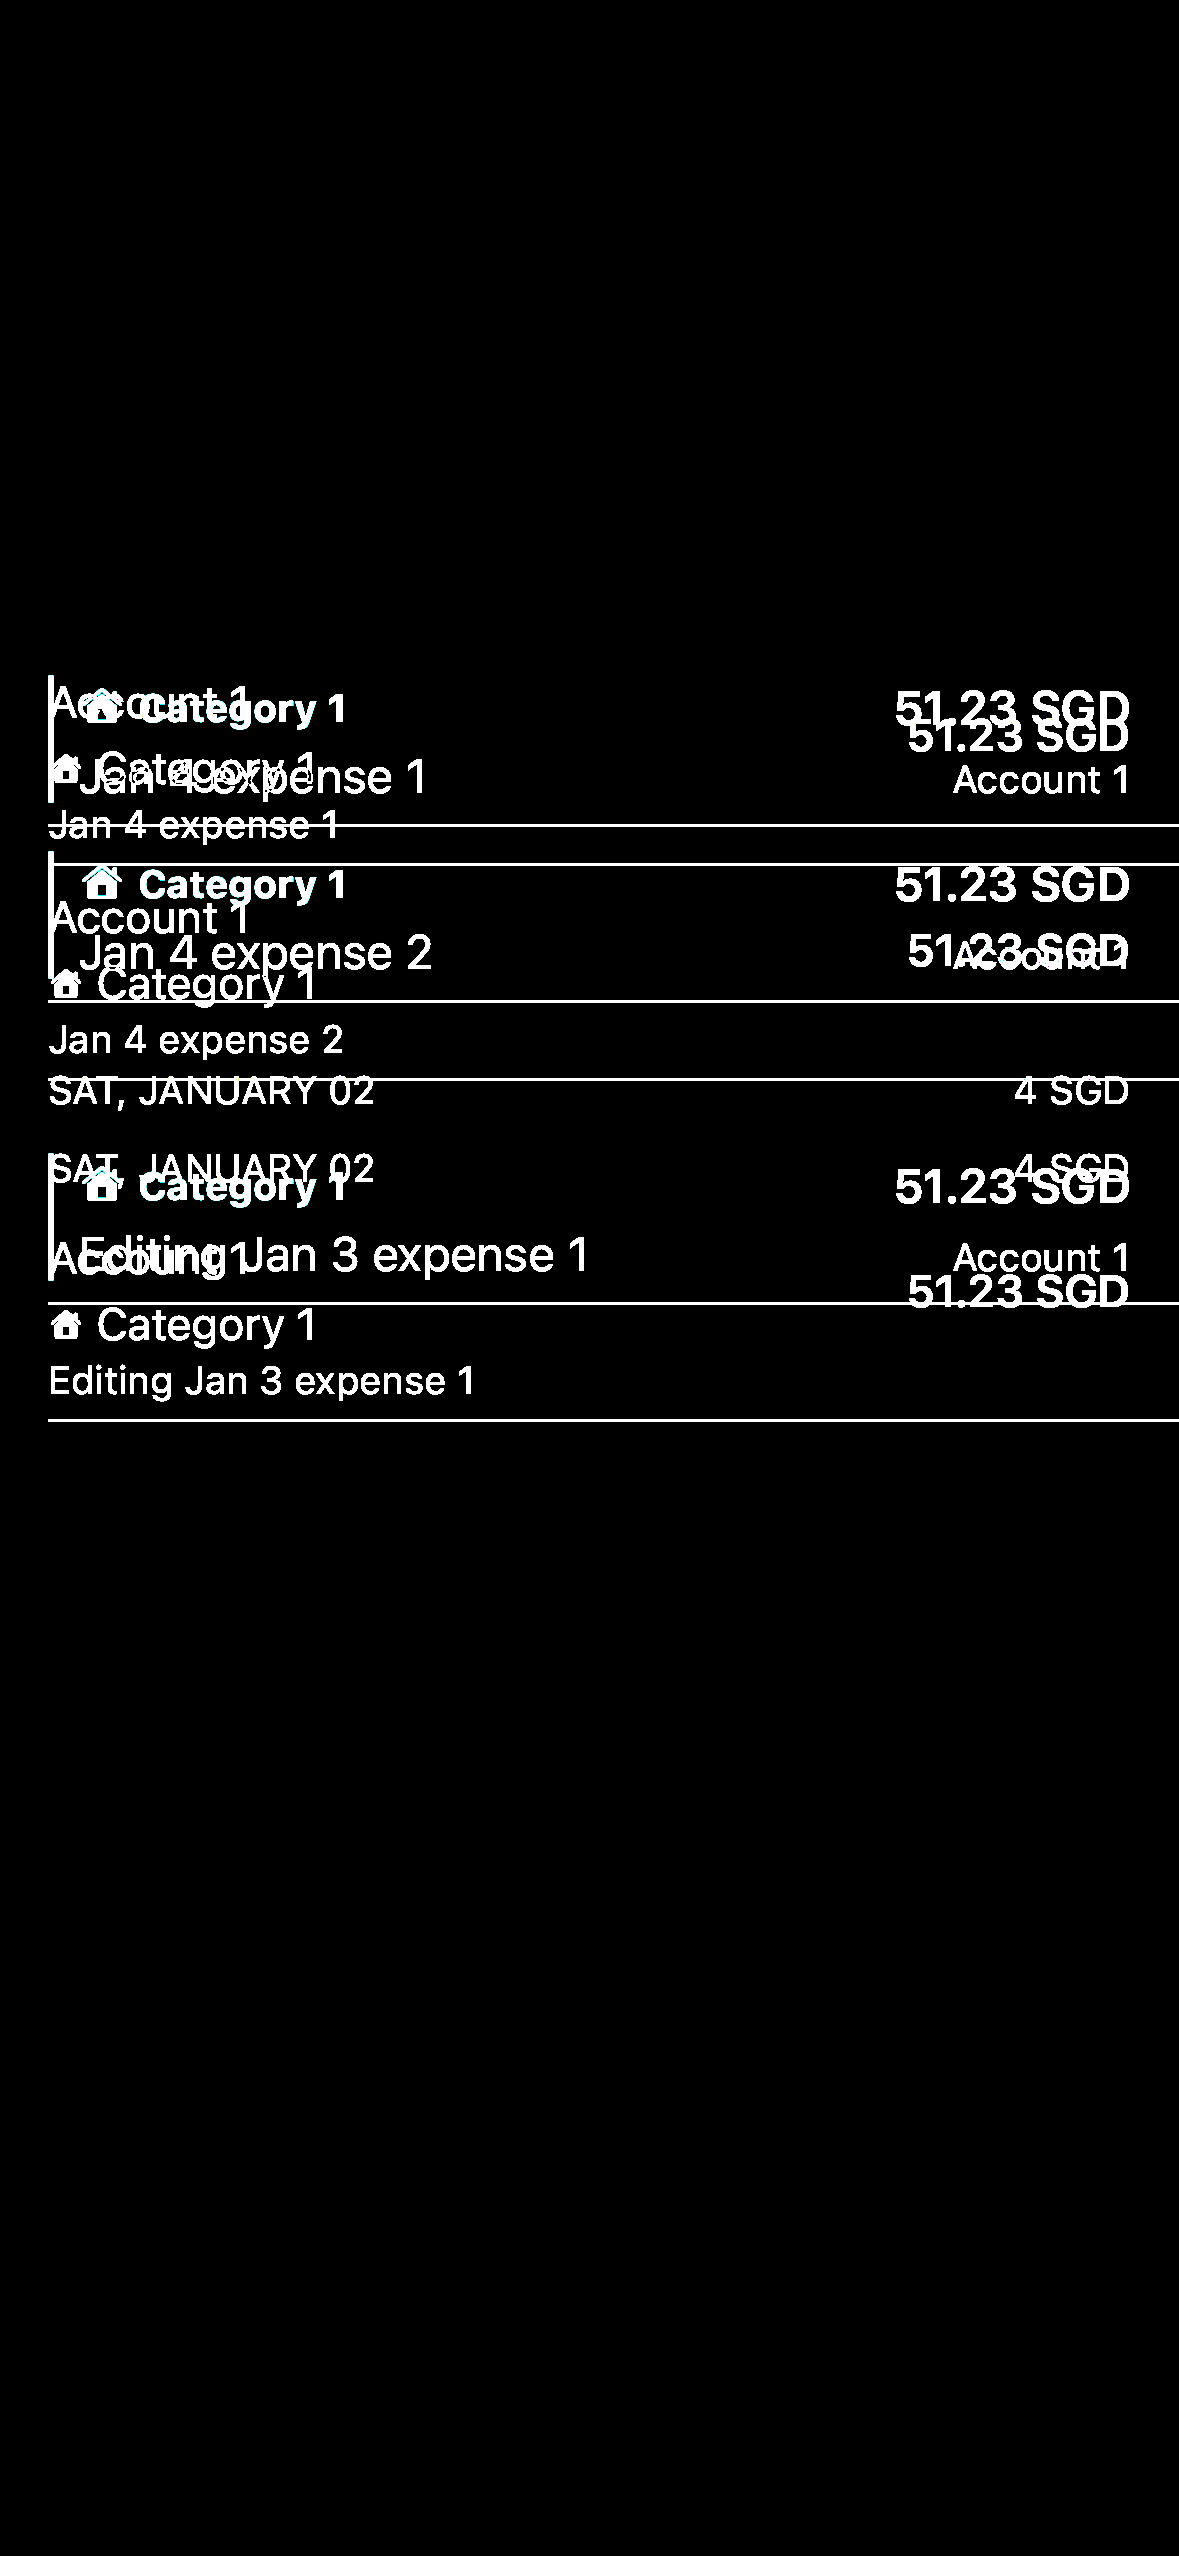 Account 1
Category 1 51.23 SGD
51.23 SGD
Category 1
Jan 4 expense 1 Account 1
Jan 4 expense 1
Category 1 51.23 SGD
Account 1
Jan 4 expense 2 Account 1
51.23 SGD
Category 1
Jan 4 expense 2
SAT, JANUARY 02 4 SGD
SAT, JANUARY 02 4 SGD
Category 1 51.23 SGD
Editing Jan 3 expense 1 Account 1
Account 1
51.23 SGD
Category 1
Editing Jan 3 expense 1